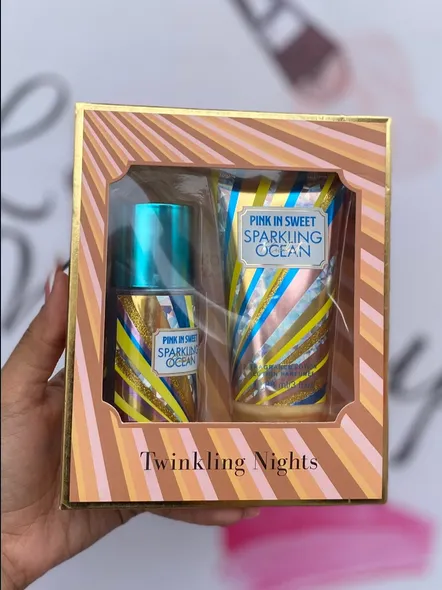 PINK IN SWEET
SPARKLING
OCEAN
PINK IN SWEET
SPARKLING
OCEAN
Twinkling Nights